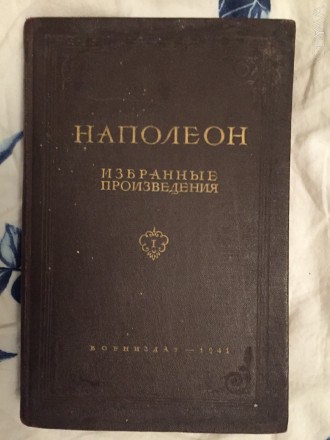 НАПОЛЕОН
ИЗБРАННЫЕ
ПРОИЗВЕДЕНИЯ
I
ВОЕНИЗДАТ — 1941